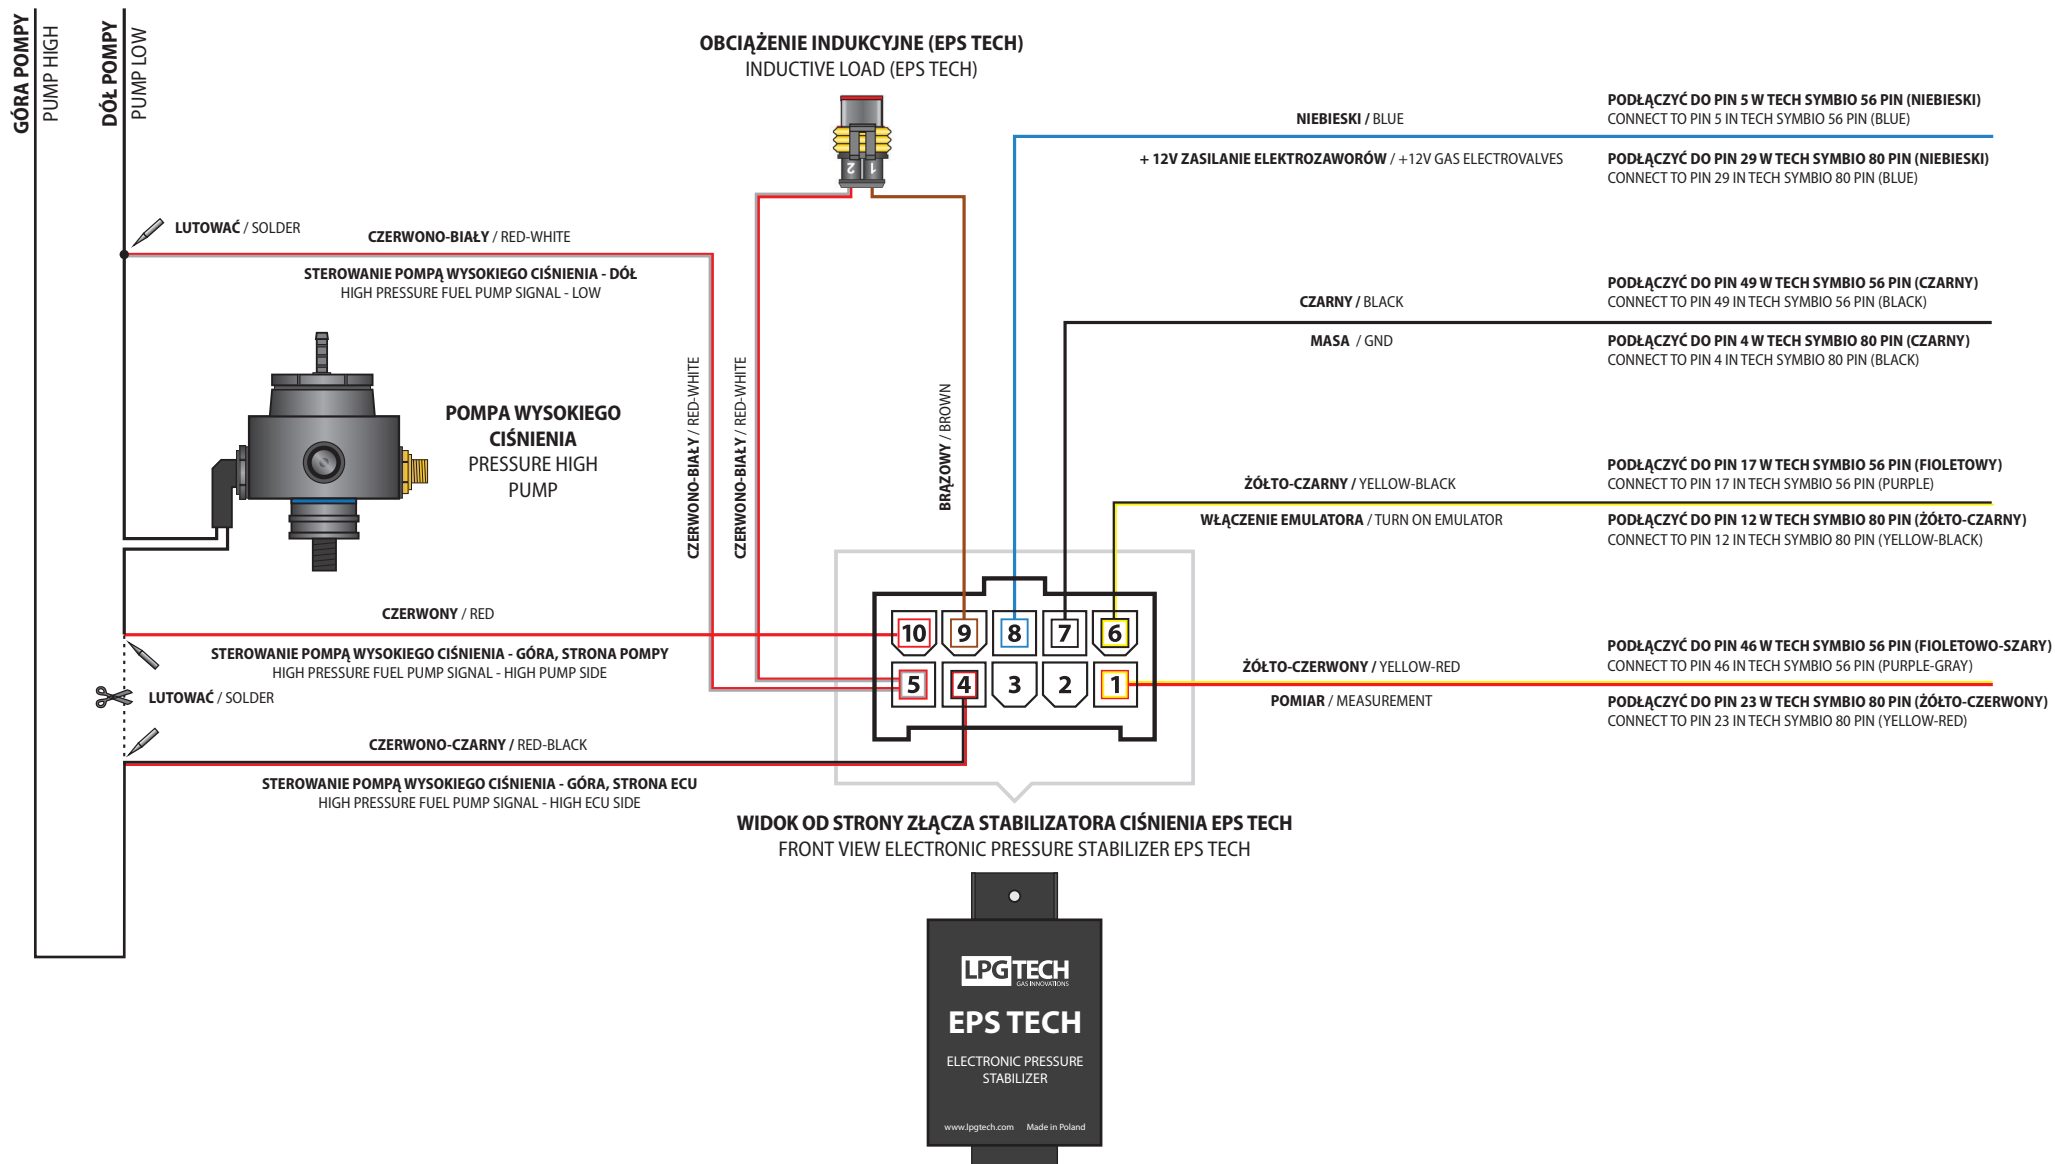 GÓRA POMPY
PUMP HIGH
DÓŁ POMPY
PUMP LOW
OBCIĄŻENIE INDUKCYJNE (EPS TECH)
INDUCTIVE LOAD (EPS TECH)
2 1
LUTOWAĆ / SOLDER
CZERWONO-BIAŁY / RED-WHITE
STEROWANIE POMPĄ WYSOKIEGO CIŚNIENIA - DÓŁ
HIGH PRESSURE FUEL PUMP SIGNAL - LOW
POMPA WYSOKIEGO
CIŚNIENIA
PRESSURE HIGH
PUMP
CZERWONO-BIAŁY / RED-WHITE
CZERWONO-BIAŁY / RED-WHITE
BRĄZOWY / BROWN
CZERWONY / RED
STEROWANIE POMPĄ WYSOKIEGO CIŚNIENIA - GÓRA, STRONA POMPY
HIGH PRESSURE FUEL PUMP SIGNAL - HIGH PUMP SIDE
LUTOWAĆ / SOLDER
CZERWONO-CZARNY / RED-BLACK
STEROWANIE POMPĄ WYSOKIEGO CIŚNIENIA - GÓRA, STRONA ECU
HIGH PRESSURE FUEL PUMP SIGNAL - HIGH ECU SIDE
NIEBIESKI / BLUE
+ 12V ZASILANIE ELEKTROZAWORÓW / +12V GAS ELECTROVALVES
PODŁĄCZYĆ DO PIN 5 W TECH SYMBIO 56 PIN (NIEBIESKI)
CONNECT TO PIN 5 IN TECH SYMBIO 56 PIN (BLUE)
PODŁĄCZYĆ DO PIN 29 W TECH SYMBIO 80 PIN (NIEBIESKI)
CONNECT TO PIN 29 IN TECH SYMBIO 80 PIN (BLUE)
CZARNY / BLACK
MASA / GND
PODŁĄCZYĆ DO PIN 49 W TECH SYMBIO 56 PIN (CZARNY)
CONNECT TO PIN 49 IN TECH SYMBIO 56 PIN (BLACK)
PODŁĄCZYĆ DO PIN 4 W TECH SYMBIO 80 PIN (CZARNY)
CONNECT TO PIN 4 IN TECH SYMBIO 80 PIN (BLACK)
ŻÓŁTO-CZARNY / YELLOW-BLACK
WŁĄCZENIE EMULATORA / TURN ON EMULATOR
PODŁĄCZYĆ DO PIN 17 W TECH SYMBIO 56 PIN (FIOLETOWY)
CONNECT TO PIN 17 IN TECH SYMBIO 56 PIN (PURPLE)
PODŁĄCZYĆ DO PIN 12 W TECH SYMBIO 80 PIN (ŻÓŁTO-CZARNY)
CONNECT TO PIN 12 IN TECH SYMBIO 80 PIN (YELLOW-BLACK)
ŻÓŁTO-CZERWONY / YELLOW-RED
POMIAR / MEASUREMENT
PODŁĄCZYĆ DO PIN 46 W TECH SYMBIO 56 PIN (FIOLETOWO-SZARY)
CONNECT TO PIN 46 IN TECH SYMBIO 56 PIN (PURPLE-GRAY)
PODŁĄCZYĆ DO PIN 23 W TECH SYMBIO 80 PIN (ŻÓŁTO-CZERWONY)
CONNECT TO PIN 23 IN TECH SYMBIO 80 PIN (YELLOW-RED)
10 9 8 7 6
5 4 3 2 1
WIDOK OD STRONY ZŁĄCZA STABILIZATORA CIŚNIENIA EPS TECH
FRONT VIEW ELECTRONIC PRESSURE STABILIZER EPS TECH
LPGTECH
GAS INNOVATIONS
EPS TECH
ELECTRONIC PRESSURE
STABILIZER
www.lpgtech.com Made in Poland